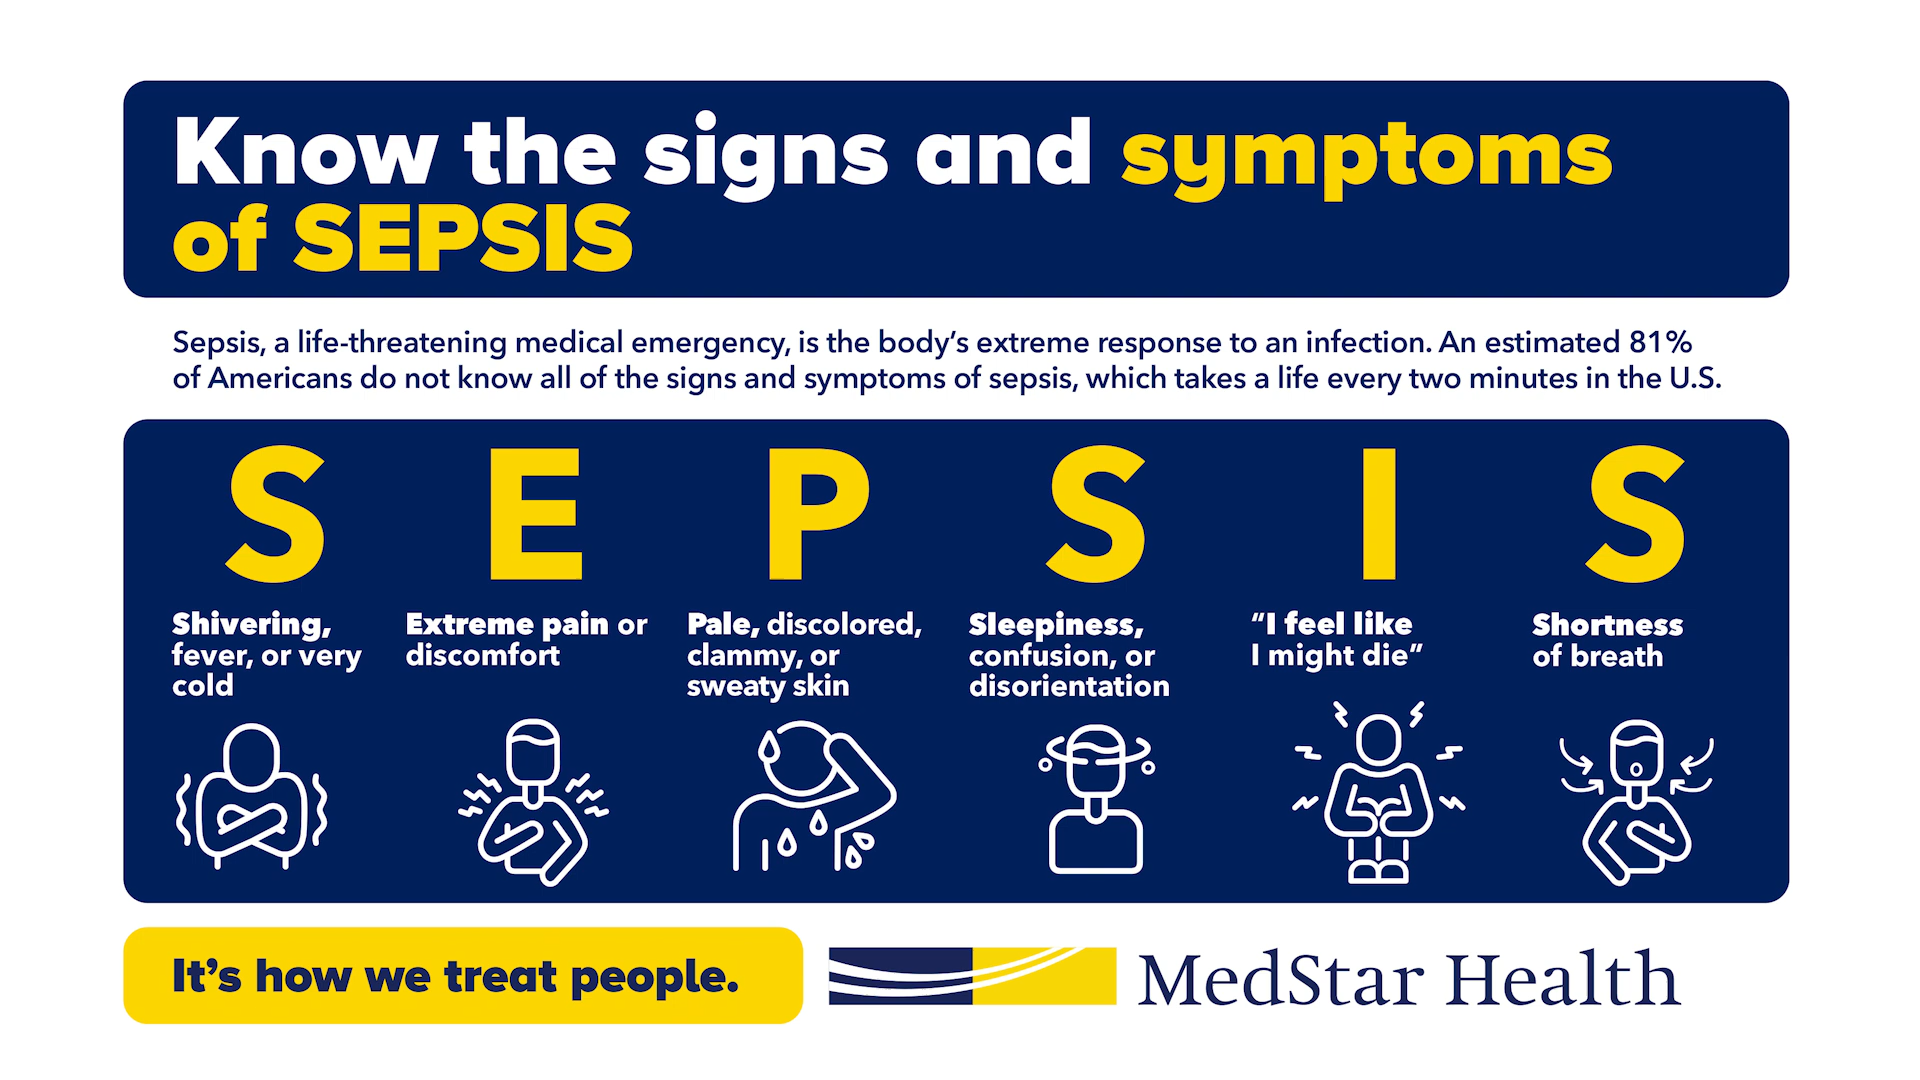 Know the signs and symptoms
of SEPSIS
Sepsis, a life-threatening medical emergency, is the body’s extreme response to an infection. An estimated 81%
of Americans do not know all of the signs and symptoms of sepsis, which takes a life every two minutes in the U.S.
S
Shivering,
fever, or very
cold
E
Extreme pain or
discomfort
P
Pale, discolored,
clammy, or
sweaty skin
S
Sleepiness,
confusion, or
disorientation
I
“I feel like
I might die”
S
Shortness
of breath
It’s how we treat people.
MedStar Health